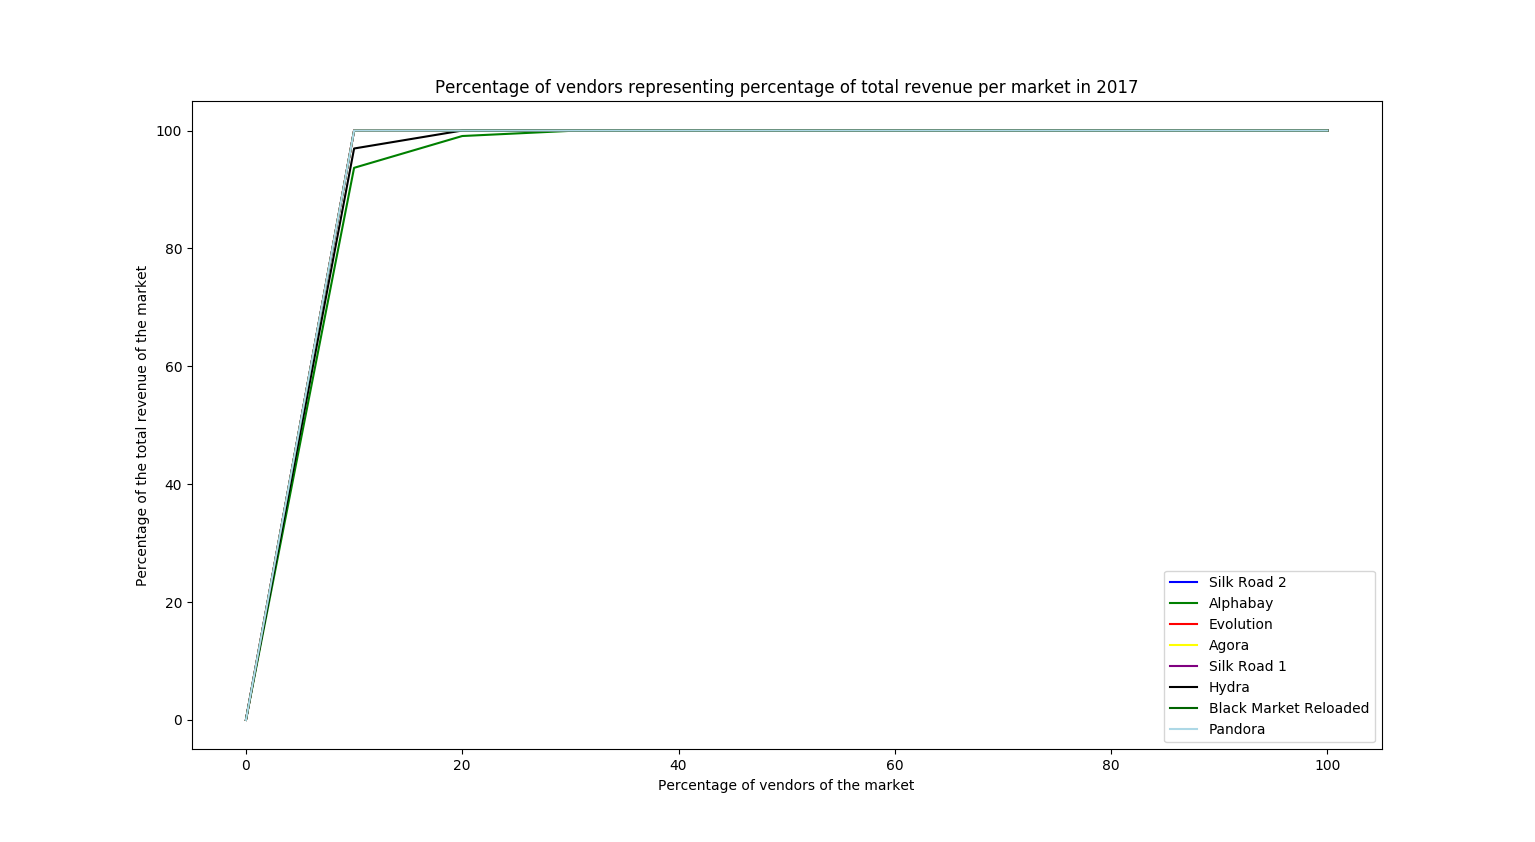 Percentage of vendors representing percentage of total revenue per market in 2017
Percentage of the total revenue of the market
100
80
60
40
20
0
0 20 40 60 80 100
Percentage of vendors of the market
Silk Road 2
Alphabay
Evolution
Agora
Silk Road 1
Hydra
Black Market Reloaded
Pandora